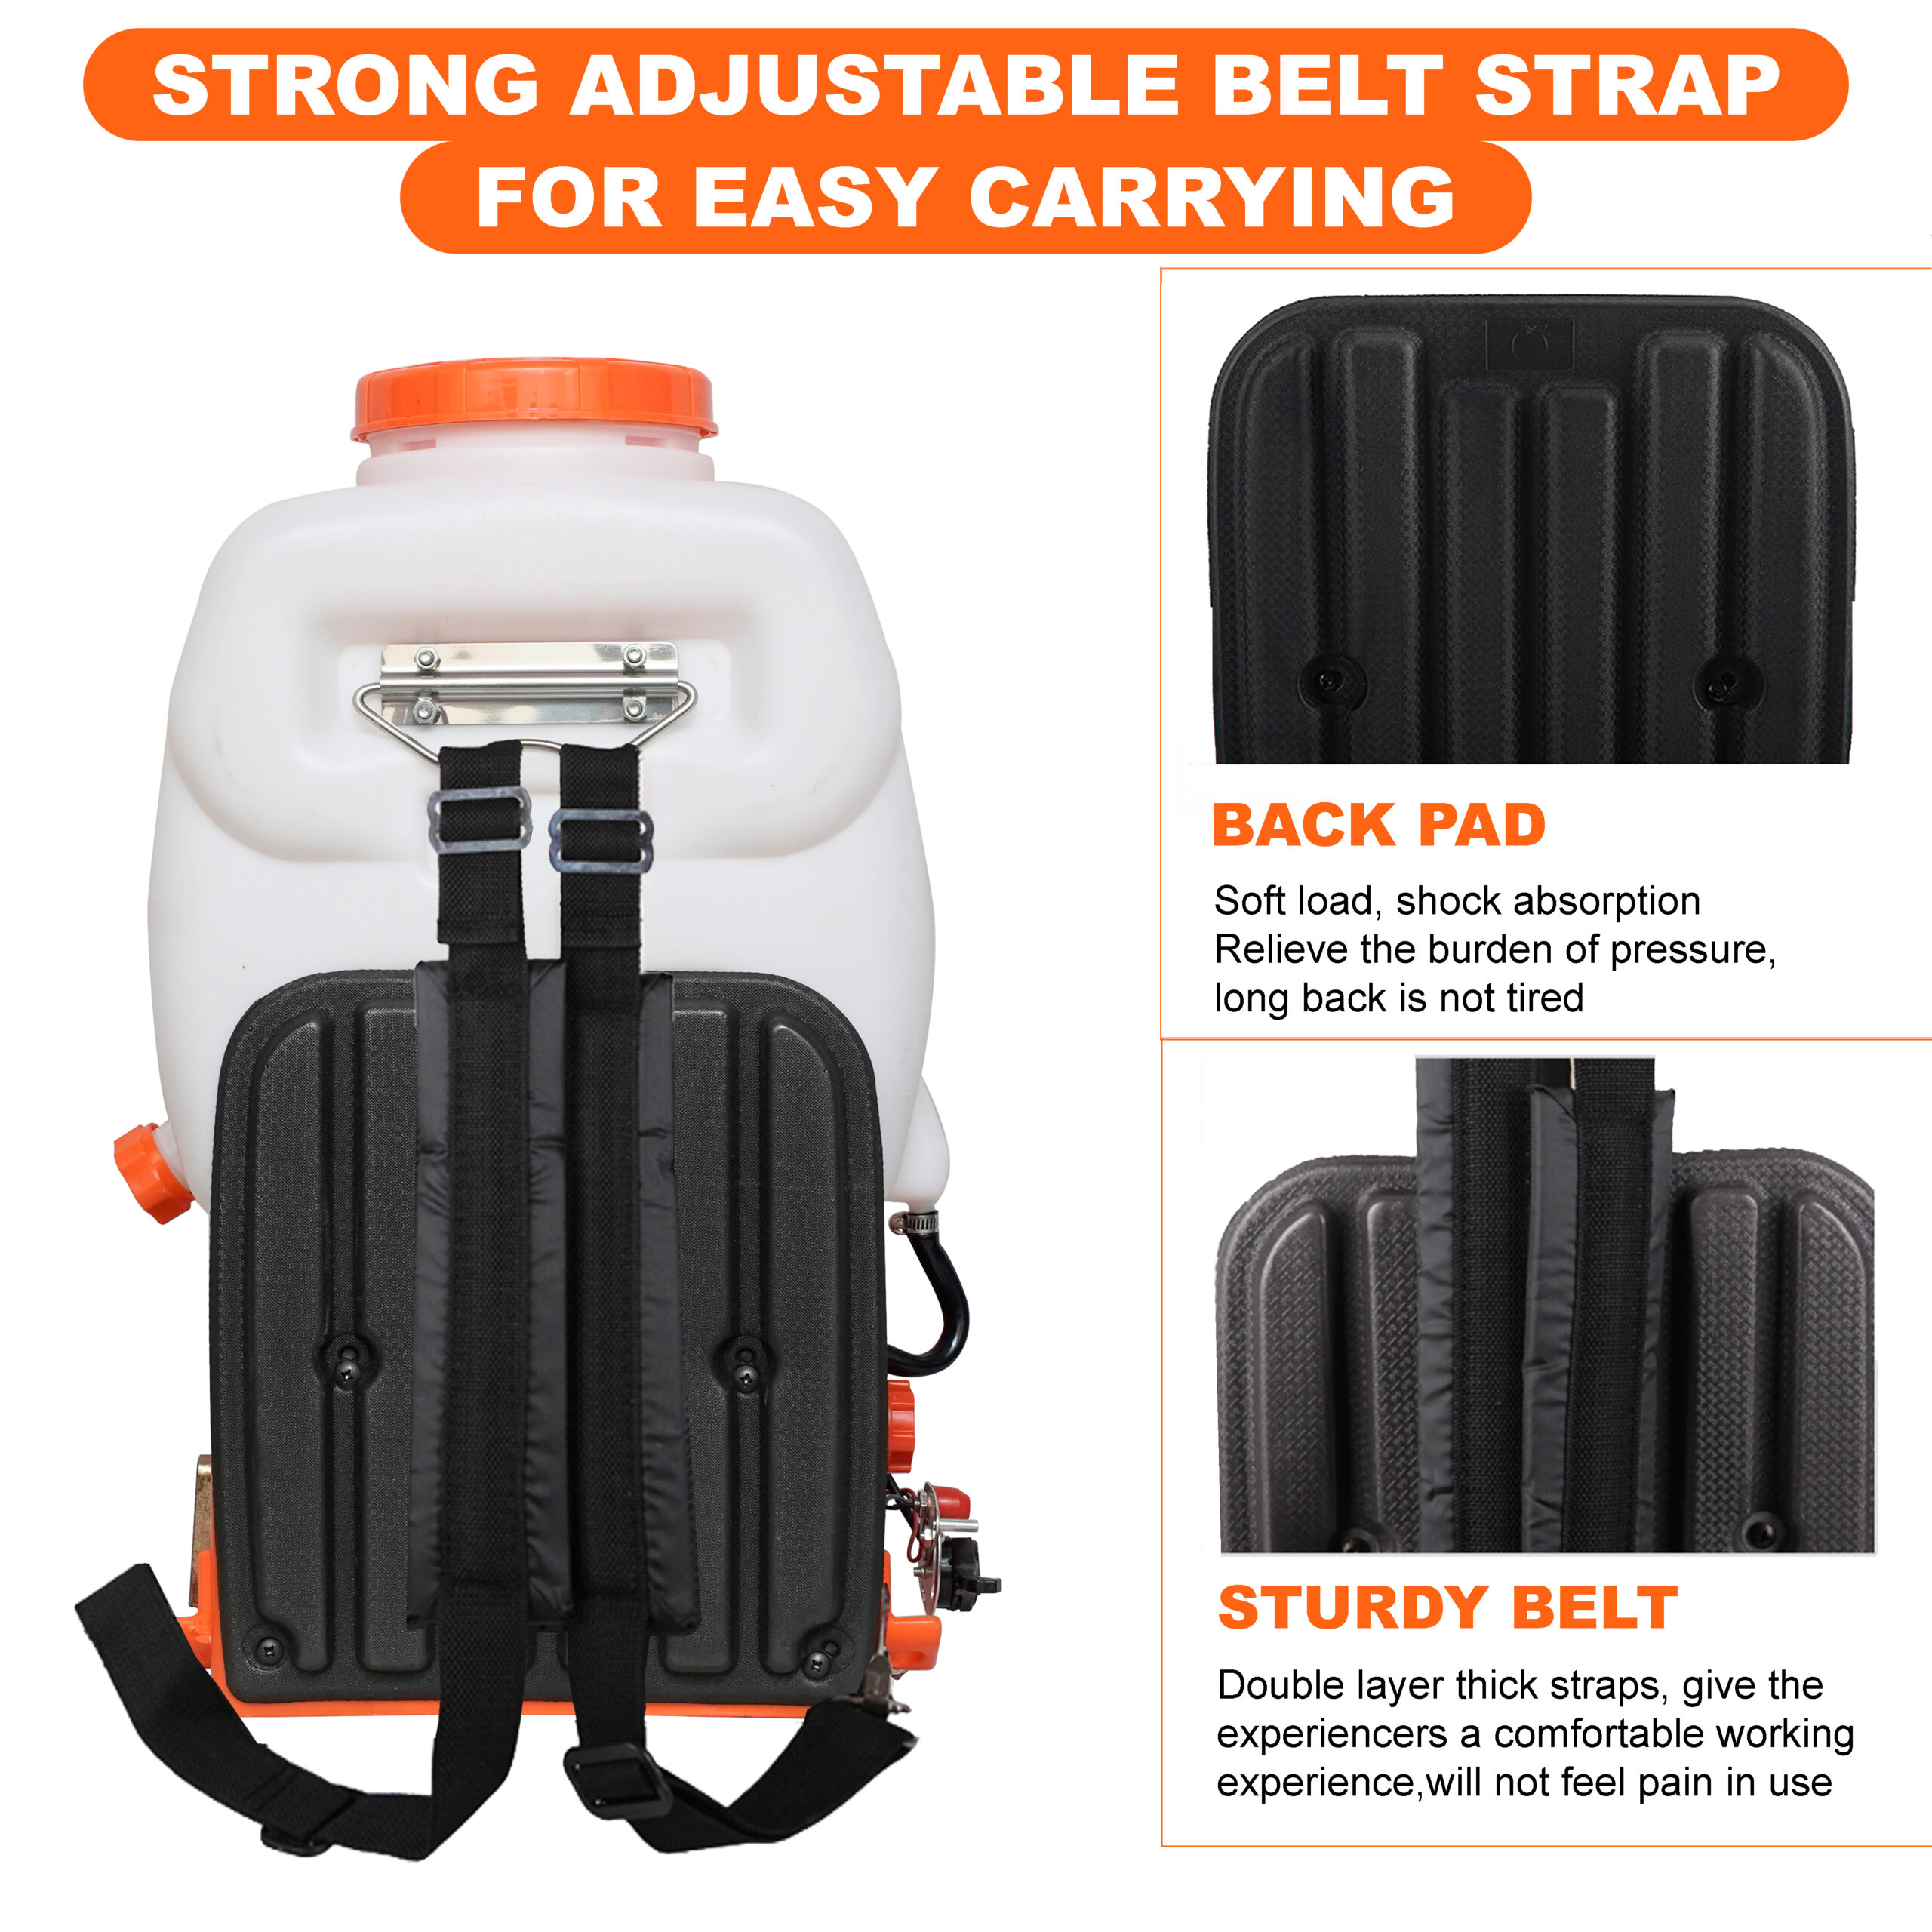 STRONG ADJUSTABLE BELT STRAP
FOR EASY CARRYING
BACK PAD
Soft load, shock absorption
Relieve the burden of pressure,
long back is not tired
STURDY BELT
Double layer thick straps, give the
experiencers a comfortable working
experience,will not feel pain in use